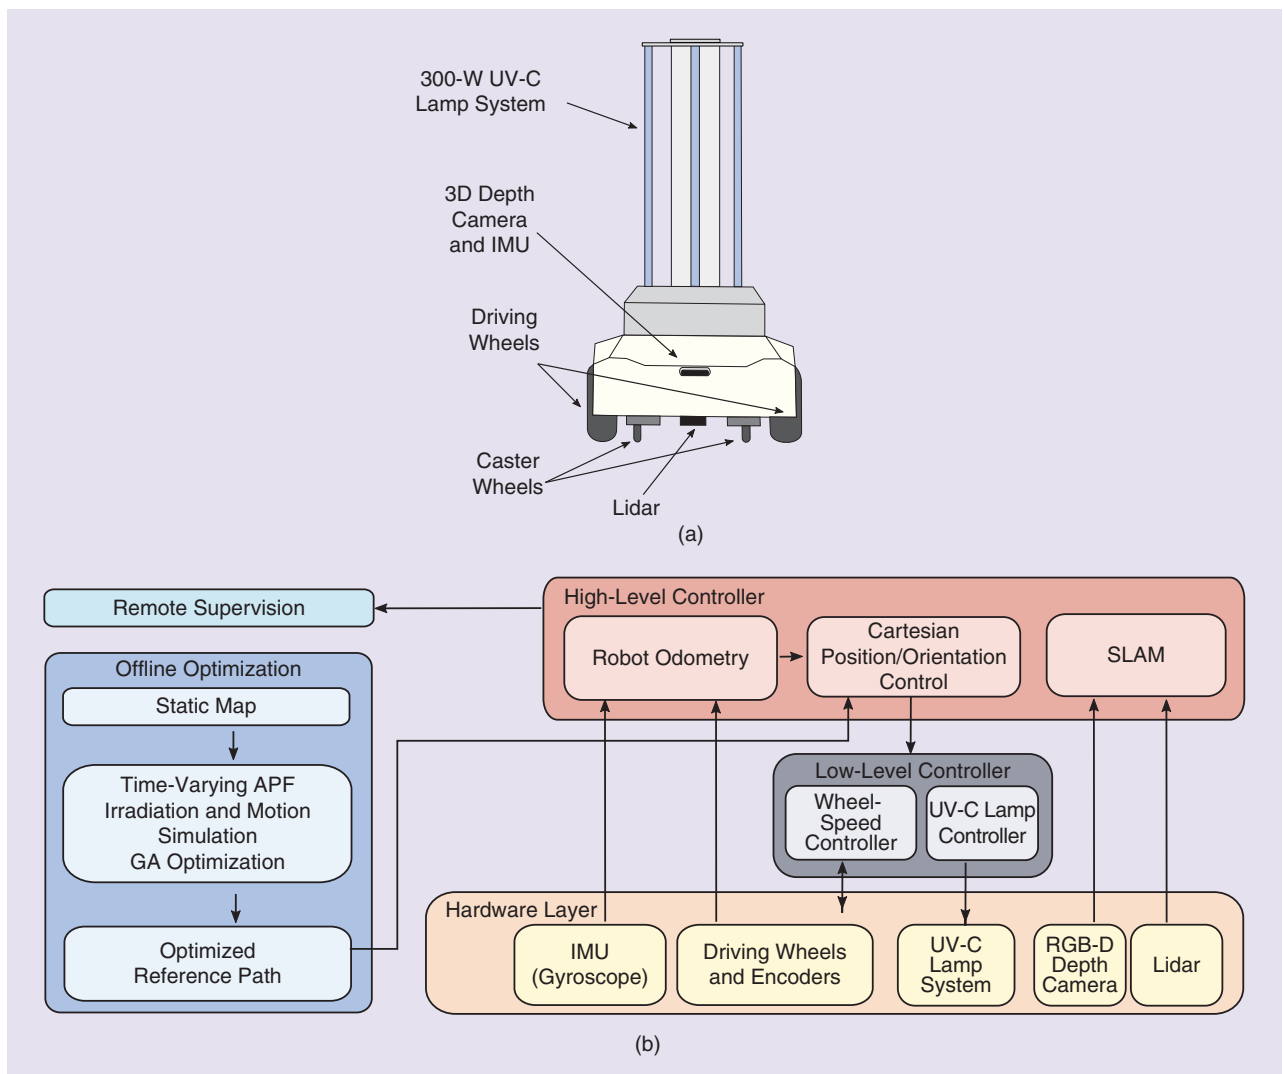 300-W UV-C
Lamp System
3D Depth
Camera
and IMU
Driving
Wheels
Caster
Wheels
Lidar
(a)
Remote Supervision
Offline Optimization
Static Map
Time-Varying APF
Irradiation and Motion
Simulation
GA Optimization
Optimized
Reference Path
High-Level Controller
Robot Odometry
Cartesian
Position/Orientation
Control
SLAM
Low-Level Controller
Wheel-
Speed
Controller
UV-C Lamp
Controller
Hardware Layer
IMU
(Gyroscope)
Driving Wheels
and Encoders
UV-C
Lamp
System
RGB-D
Depth
Camera
Lidar
(b)